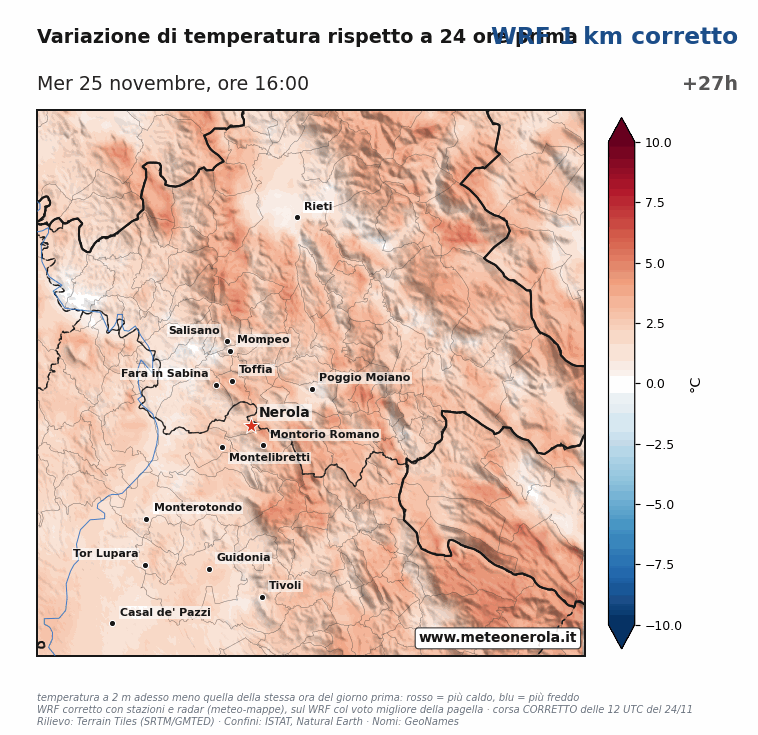 Variazione di temperatura rispetto a 24 ore prima
WRF 1 km corretto
Mer 25 novembre, ore 16:00
+27h
Rieti
Salisano
Mompeo
Toffia
Fara in Sabina
Poggio Moiano
Nerola
Montorio Romano
Montelibretti
Monterotondo
Tor Lupara
Guidonia
Tivoli
Casal de' Pazzi
www.meteonerola.it
10.0
7.5
5.0
2.5
0.0
−2.5
−5.0
−7.5
−10.0
°C
temperatura a 2 m adesso meno quella della stessa ora del giorno prima: rosso = più caldo, blu = più freddo
WRF corretto con stazioni e radar (meteo-mappe), sul WRF col voto migliore della pagella · corsa CORRETTO delle 12 UTC del 24/11
Rilievo: Terrain Tiles (SRTM/GMTED) · Confini: ISTAT, Natural Earth · Nomi: GeoNames